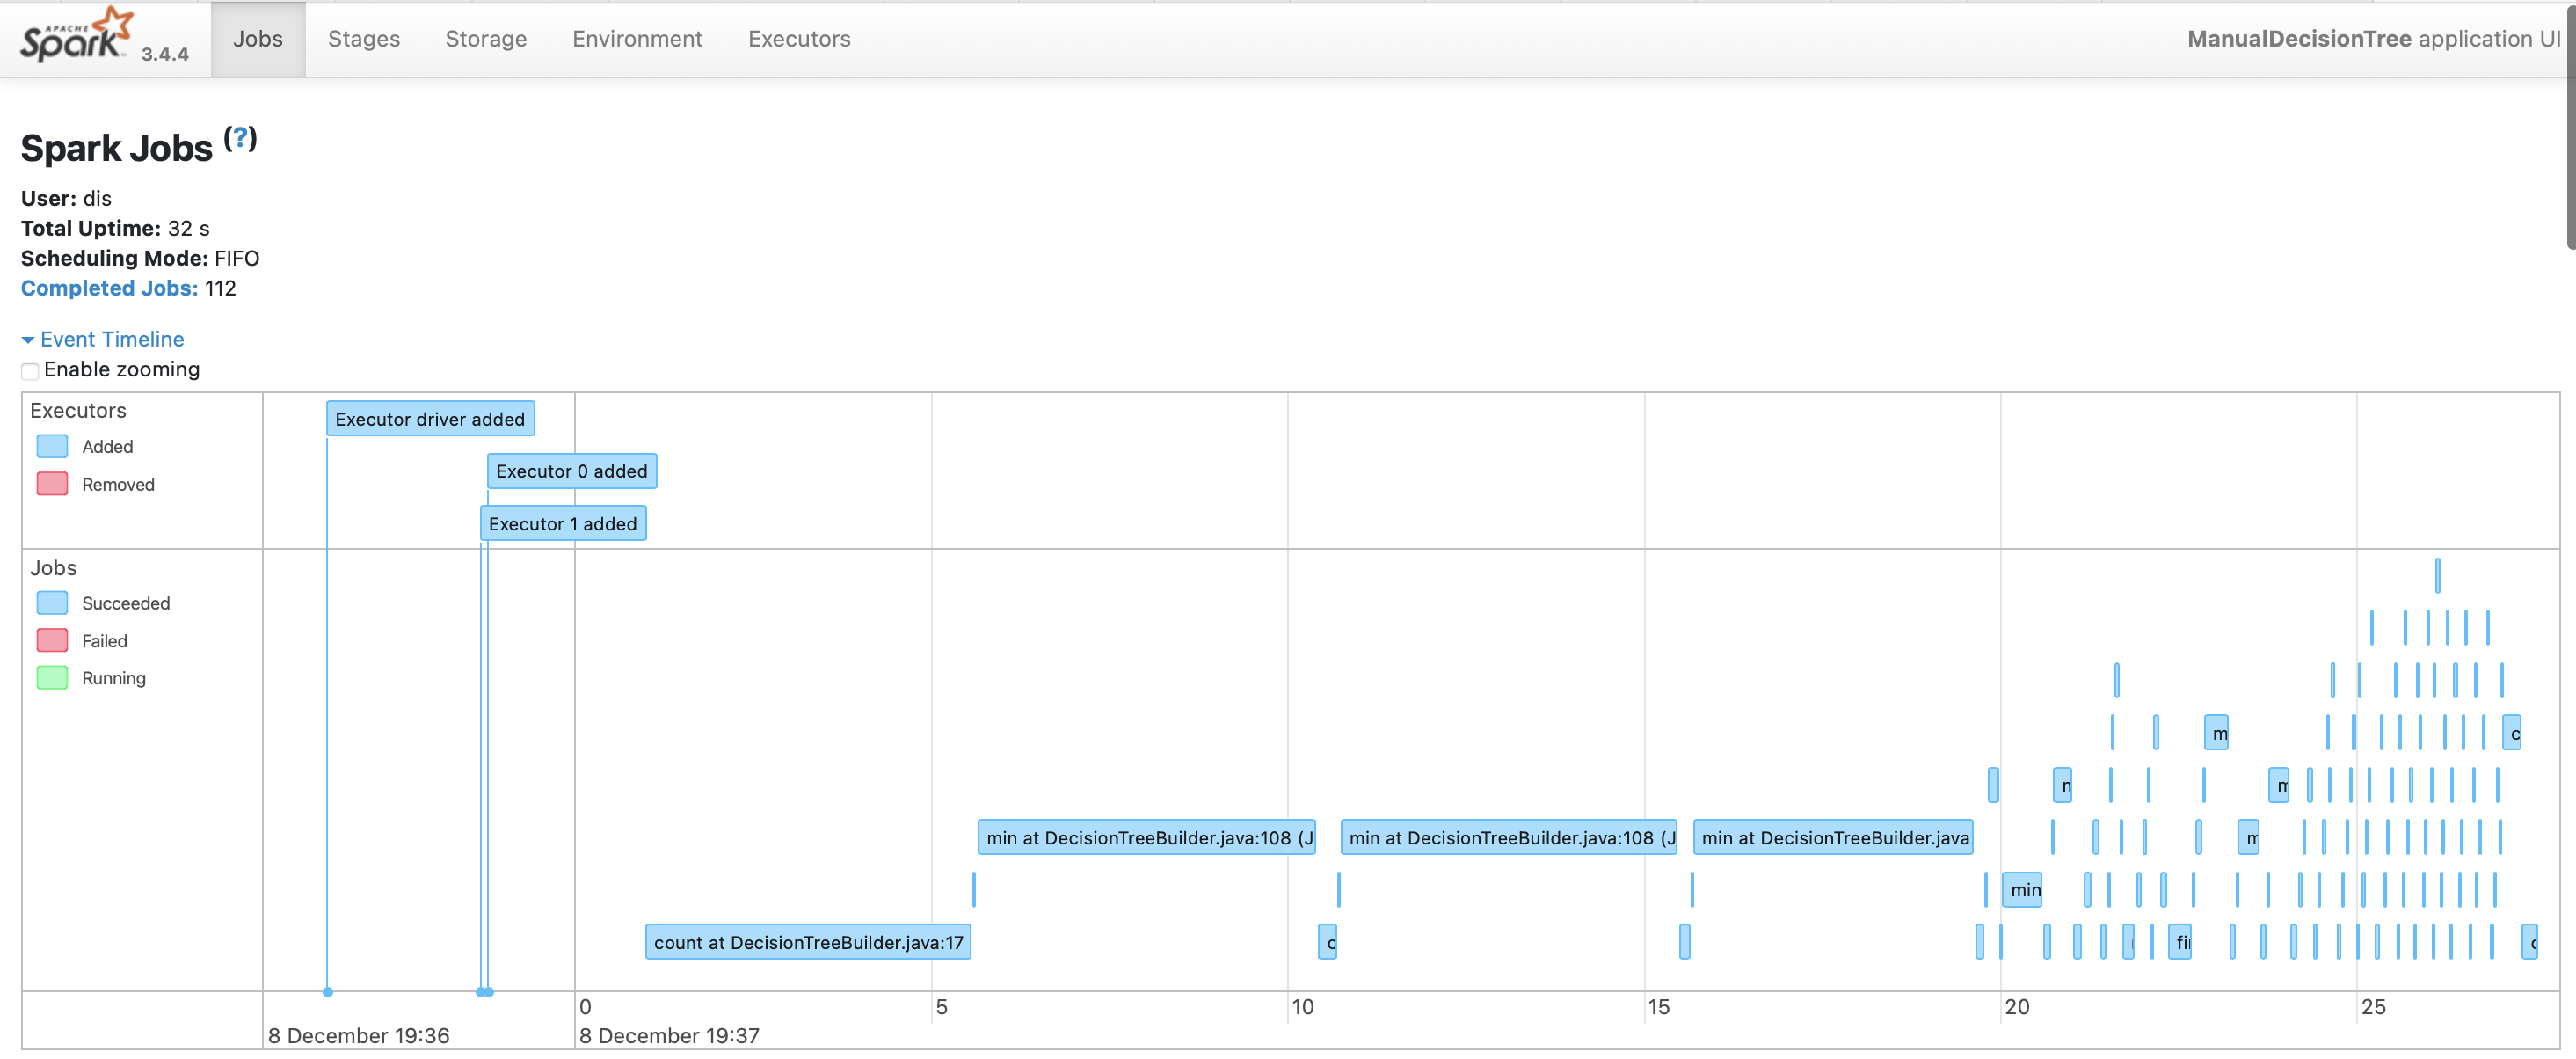 APACHE
Spark 3.4.4
Jobs
Stages
Storage
Environment
Executors
ManualDecisionTree application UI
Spark Jobs (?)
User: dis
Total Uptime: 32 s
Scheduling Mode: FIFO
Completed Jobs: 112
Event Timeline
Enable zooming
Executors
Added
Removed
Executor driver added
Executor 0 added
Executor 1 added
Jobs
Succeeded
Failed
Running
m
c
min at DecisionTreeBuilder.java:108 (J
min at DecisionTreeBuilder.java:108 (J
min at DecisionTreeBuilder.java
min
count at DecisionTreeBuilder.java:17
c
0
5
10
15
20
25
8 December 19:36
8 December 19:37